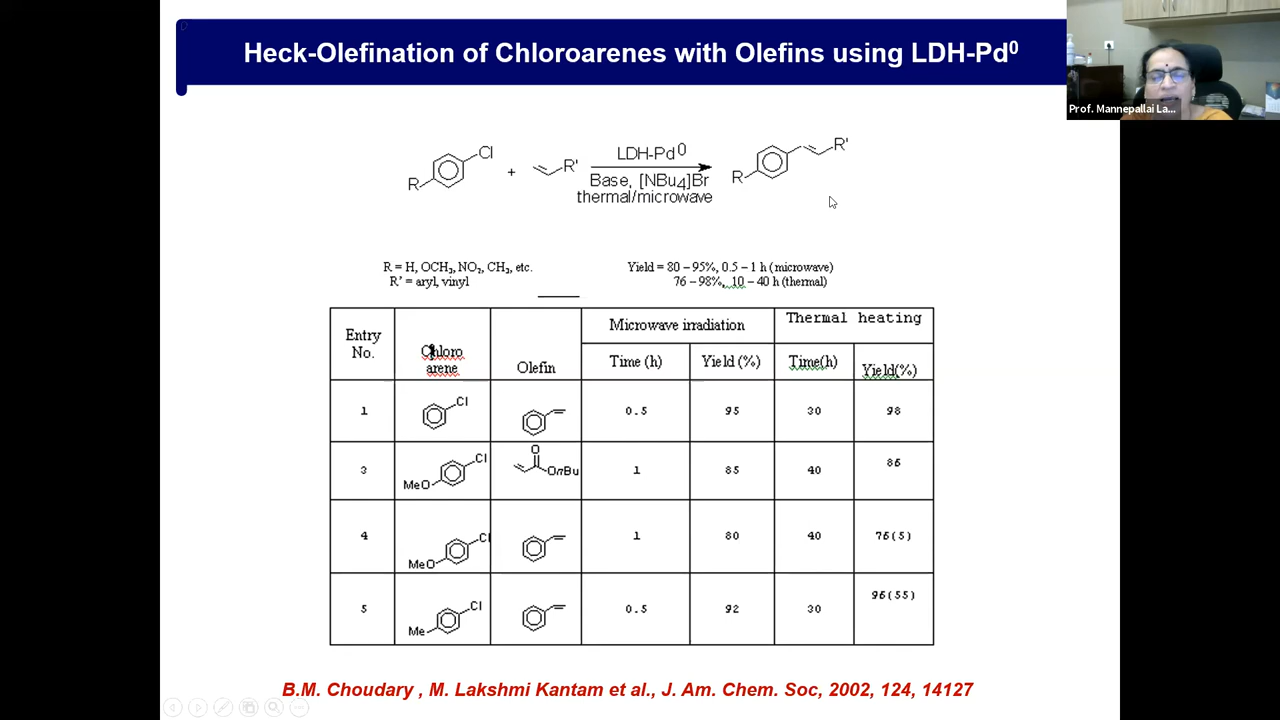 Heck-Olefination of Chloroarenes with Olefins using LDH-Pd0
Prof. Mannepallai La...
Cl
R
+
R'
LDH-Pd0
Base, [NBu4]Br
thermal/microwave
R
R'
R = H, OCH3, NO2, CH3, etc.
R' = aryl, vinyl
Yield = 80 – 95%, 0.5 – 1 h (microwave)
76 – 98%, 10 – 40 h (thermal)
Entry No.
Chloro arene
Olefin
Microwave irradiation
Thermal heating
Time (h)
Yield (%)
Time(h)
Yield(%)
1
Cl
0.5
95
30
98
3
Cl
MeO
O
OnBu
1
85
40
86
4
Cl
MeO
1
80
40
76(5)
5
Cl
Me
0.5
92
30
96(55)
B.M. Choudary , M. Lakshmi Kantam et al., J. Am. Chem. Soc, 2002, 124, 14127